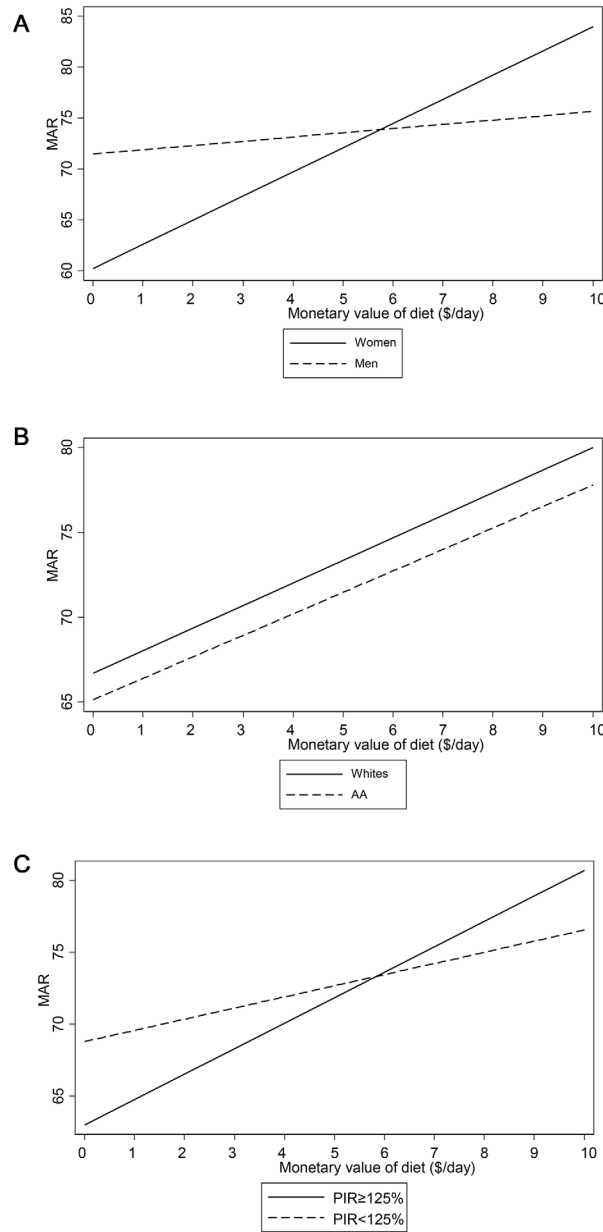 A
MAR
85
80
75
70
65
60
0 1 2 3 4 5 6 7 8 9 10
Monetary value of diet ($/day)
Women
Men
B
MAR
80
75
70
65
0 1 2 3 4 5 6 7 8 9 10
Monetary value of diet ($/day)
Whites
AA
C
MAR
80
75
70
65
0 1 2 3 4 5 6 7 8 9 10
Monetary value of diet ($/day)
PIR≥125%
PIR<125%